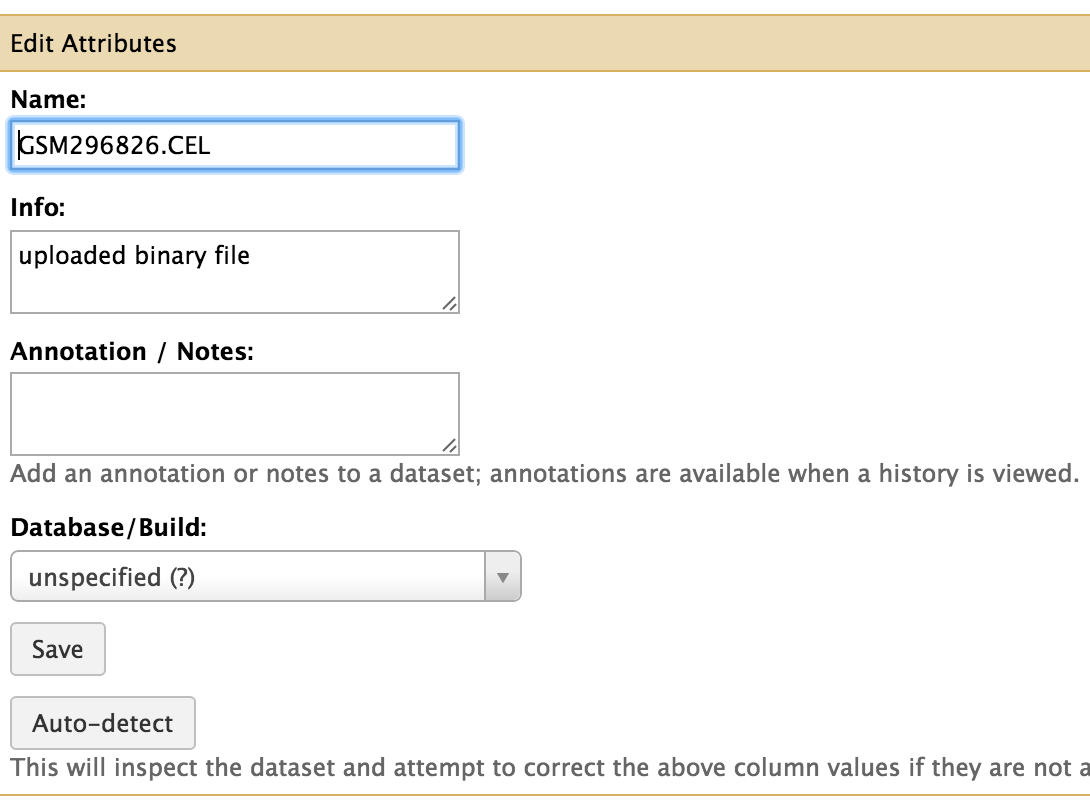 Edit Attributes
Name:
GSM296826.CEL
Info:
uploaded binary file
Annotation / Notes:
Add an annotation or notes to a dataset; annotations are available when a history is viewed.
Database/Build:
unspecified (?)
Save
Auto-detect
This will inspect the dataset and attempt to correct the above column values if they are not